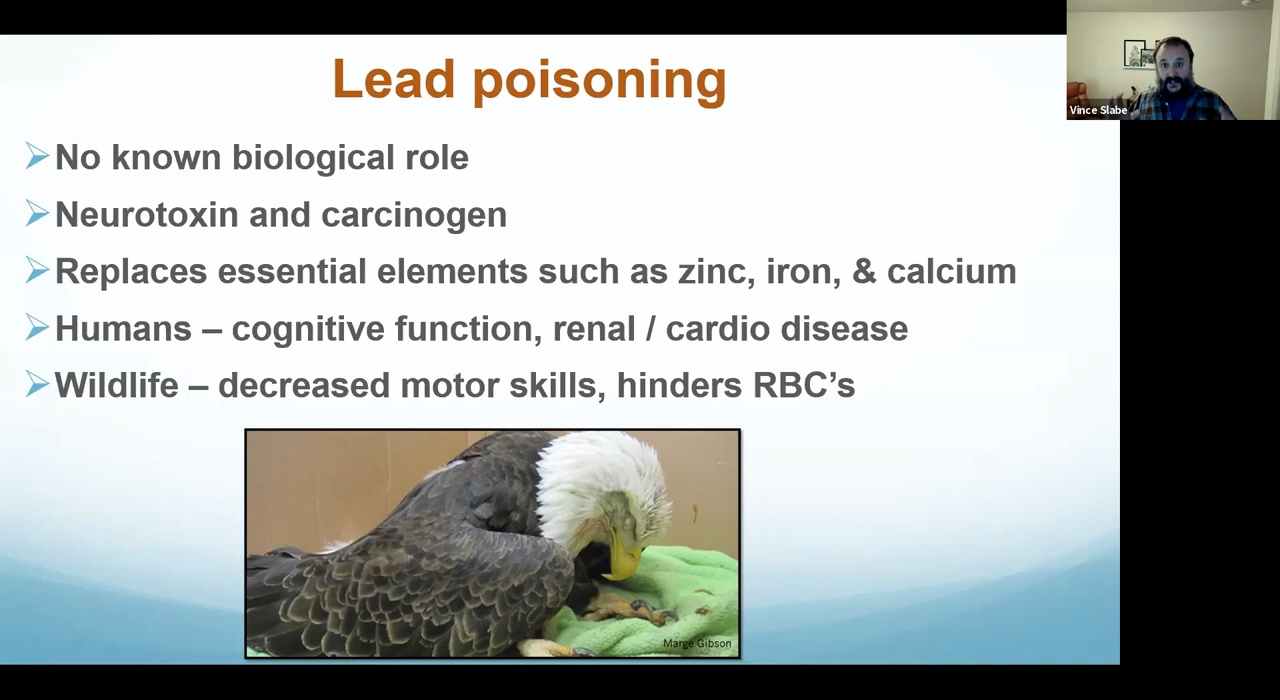 Lead poisoning
Vince Slabe
No known biological role
Neurotoxin and carcinogen
Replaces essential elements such as zinc, iron, & calcium
Humans – cognitive function, renal / cardio disease
Wildlife – decreased motor skills, hinders RBC’s
Marge Gibson